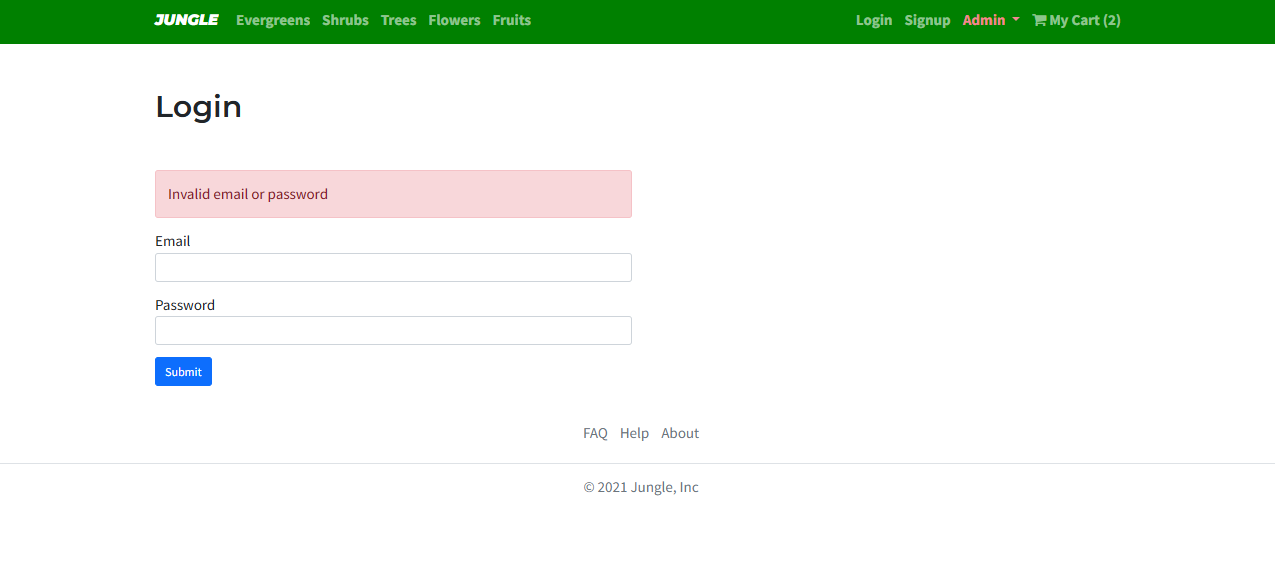 JUNGLE Evergreens Shrubs Trees Flowers Fruits Login Signup Admin My Cart (2)
Login
Invalid email or password
Email
Password
Submit
FAQ Help About
© 2021 Jungle, Inc